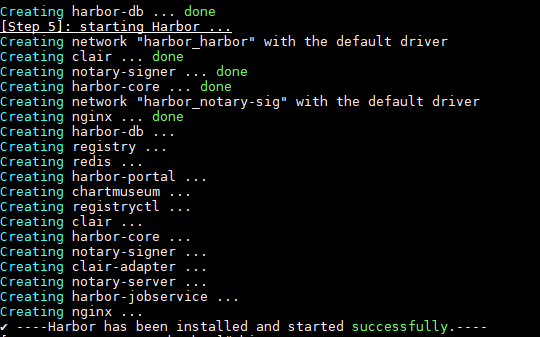 Creating harbor-db ... done
[Step 5]: starting Harbor ...
Creating network "harbor_harbor" with the default driver
Creating clair ... done
Creating notary-signer ... done
Creating harbor-core ... done
Creating network "harbor_notary-sig" with the default driver
Creating nginx ... done
Creating harbor-db ...
Creating registry ...
Creating redis ...
Creating harbor-portal ...
Creating chartmuseum ...
Creating registryctl ...
Creating clair ...
Creating harbor-core ...
Creating notary-signer ...
Creating clair-adapter ...
Creating notary-server ...
Creating harbor-jobservice ...
Creating nginx ...
✔ ----Harbor has been installed and started successfully.----